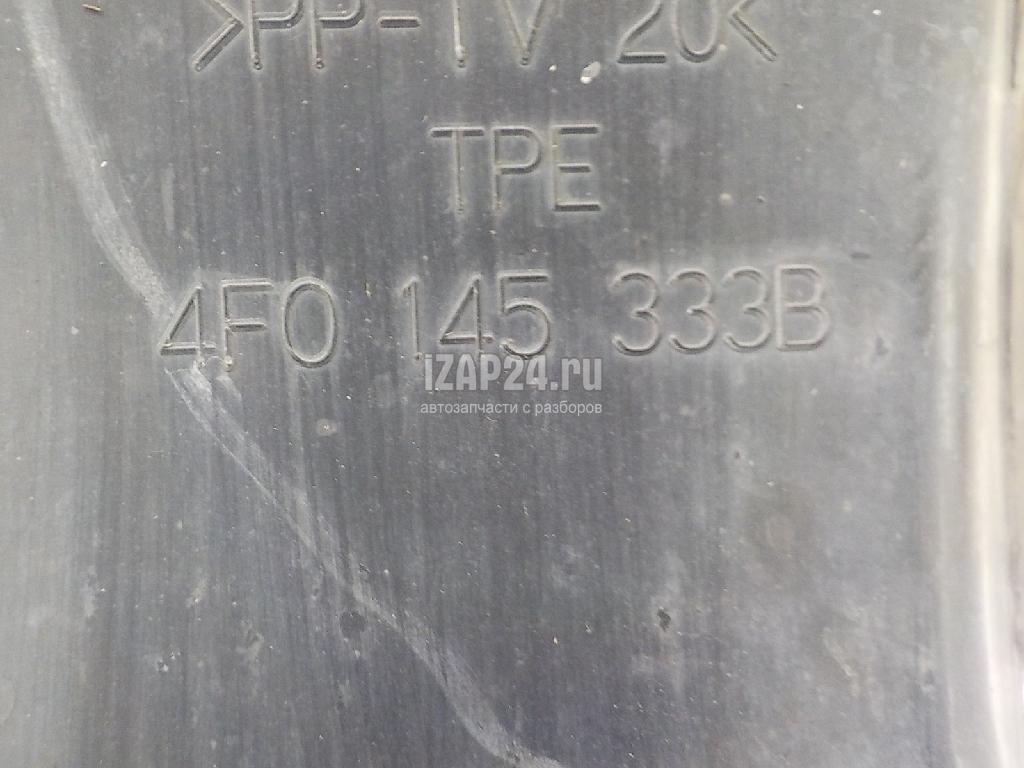 >PP-TV 20<
TPE
4F0 145 333B
iZAP24.ru
автозапчасти с разборов